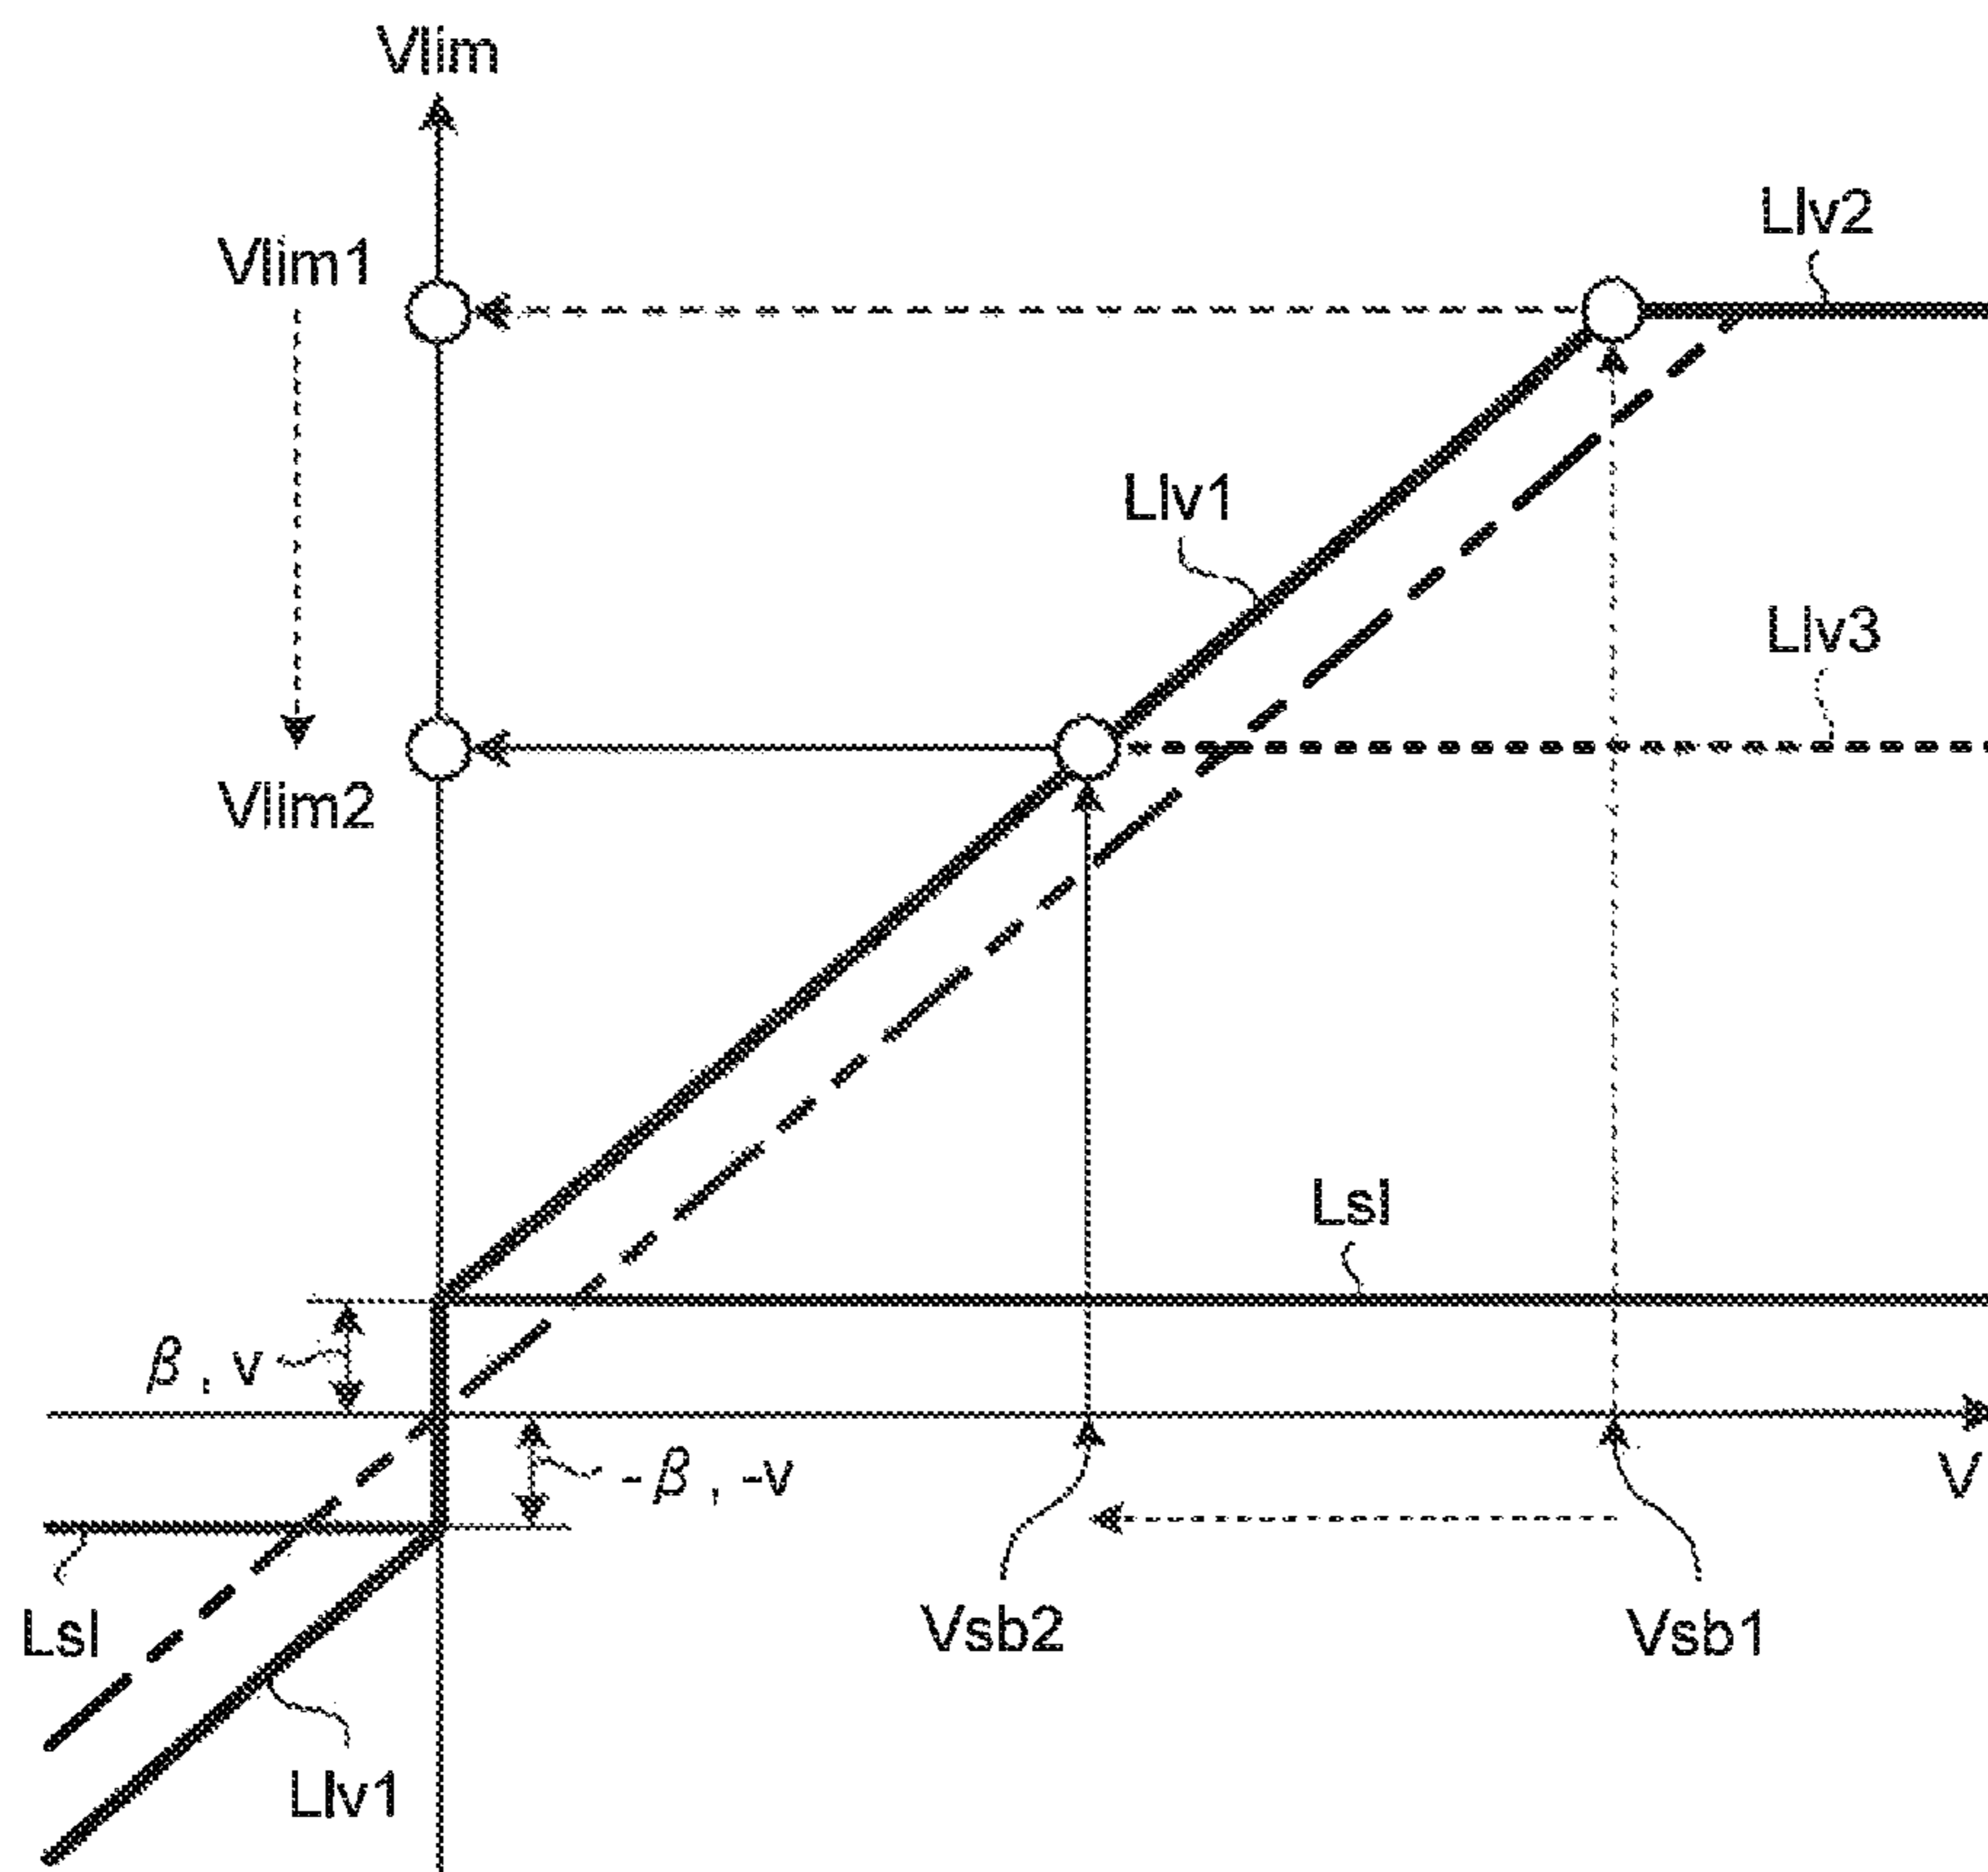 Vlim
Llv2
Vlim1
Llv1
Llv3
Vlim2
Lsl
β, v
-β, -v
V
Lsl
Vsb2
Vsb1
Llv1